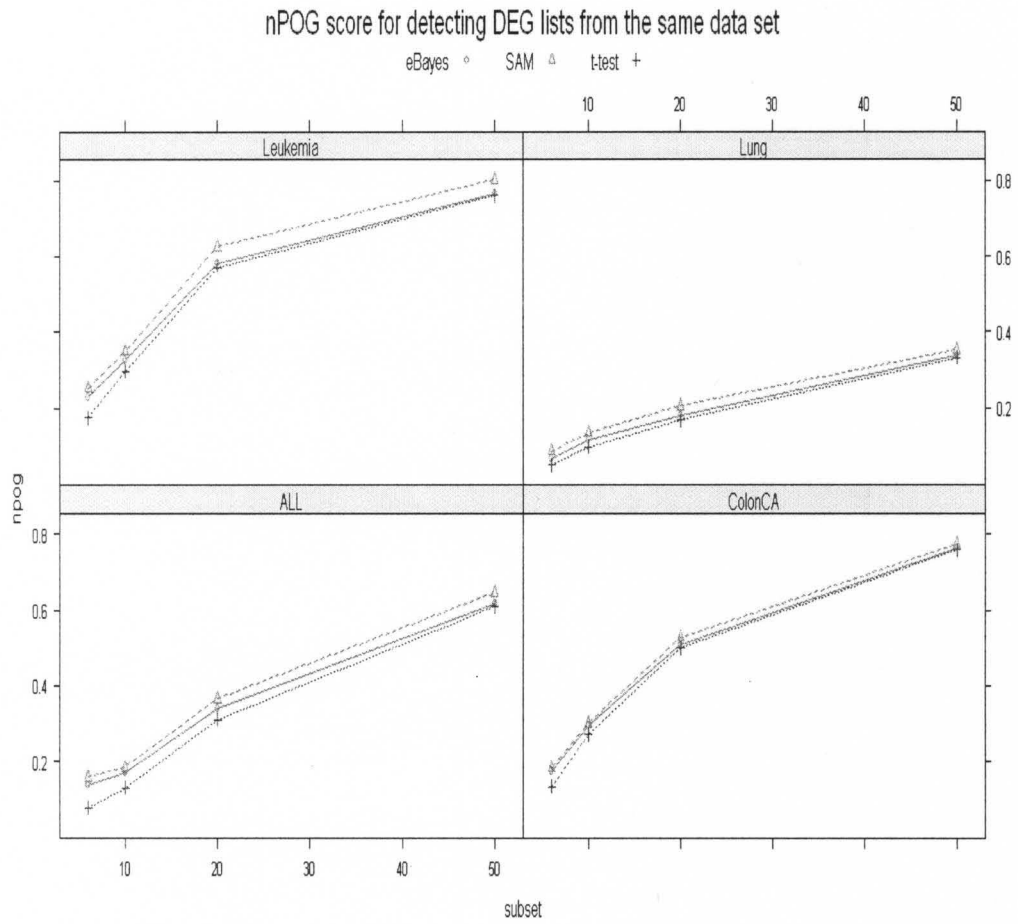 nPOG score for detecting DEG lists from the same data set
eBayes SAM t-test
10 20 30 40 50
Leukemia Lung
0.8
0.6
0.4
0.2
npog
ALL ColonCA
0.8
0.6
0.4
0.2
10 20 30 40 50
subset